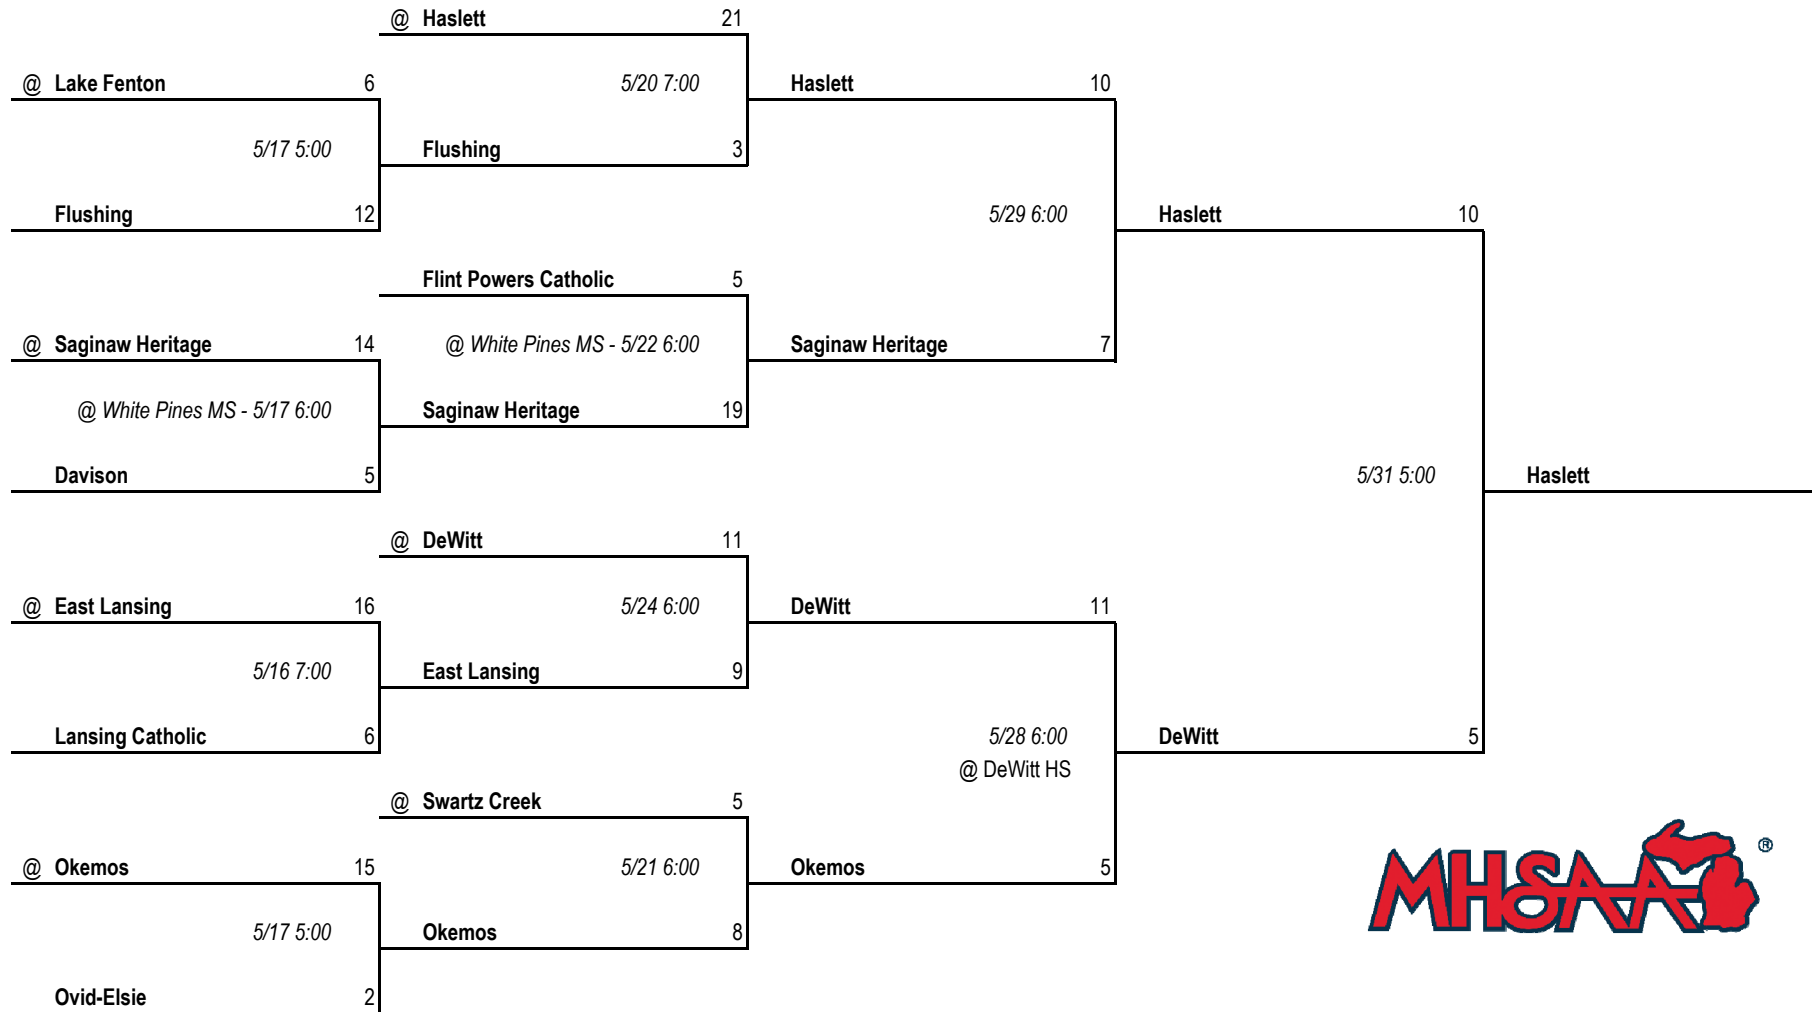 @ Haslett 21
@ Lake Fenton 6 5/20 7:00 Haslett 10
5/17 5:00 Flushing 3
Flushing 12 5/29 6:00 Haslett 10
Flint Powers Catholic 5
@ Saginaw Heritage 14 @ White Pines MS - 5/22 6:00 Saginaw Heritage 7
@ White Pines MS - 5/17 6:00 Saginaw Heritage 19
Davison 5 5/31 5:00 Haslett
@ DeWitt 11
@ East Lansing 16 5/24 6:00 DeWitt 11
5/16 7:00 East Lansing 9
Lansing Catholic 6 5/28 6:00 DeWitt 5
@ DeWitt HS
@ Swartz Creek 5
@ Okemos 15 5/21 6:00 Okemos 5
MHSAA ®
5/17 5:00 Okemos 8
Ovid-Elsie 2